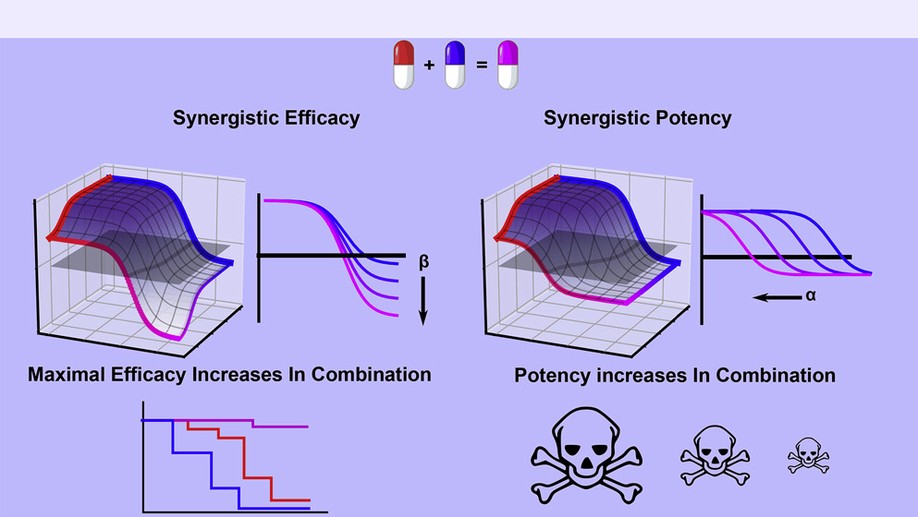 + =
Synergistic Efficacy
Synergistic Potency
β
α
Maximal Efficacy Increases In Combination
Potency increases In Combination